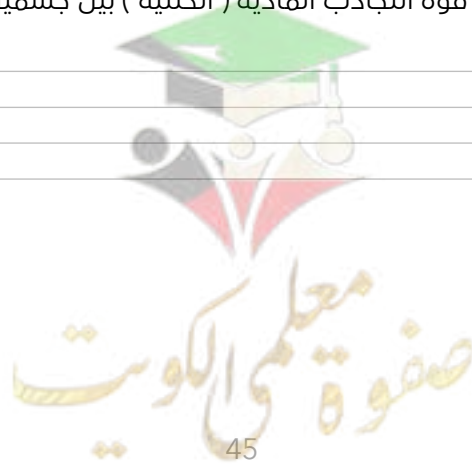 قوة التجاذب المادية ( الكتلية ) بين
صفوة معلمي الكويت
45